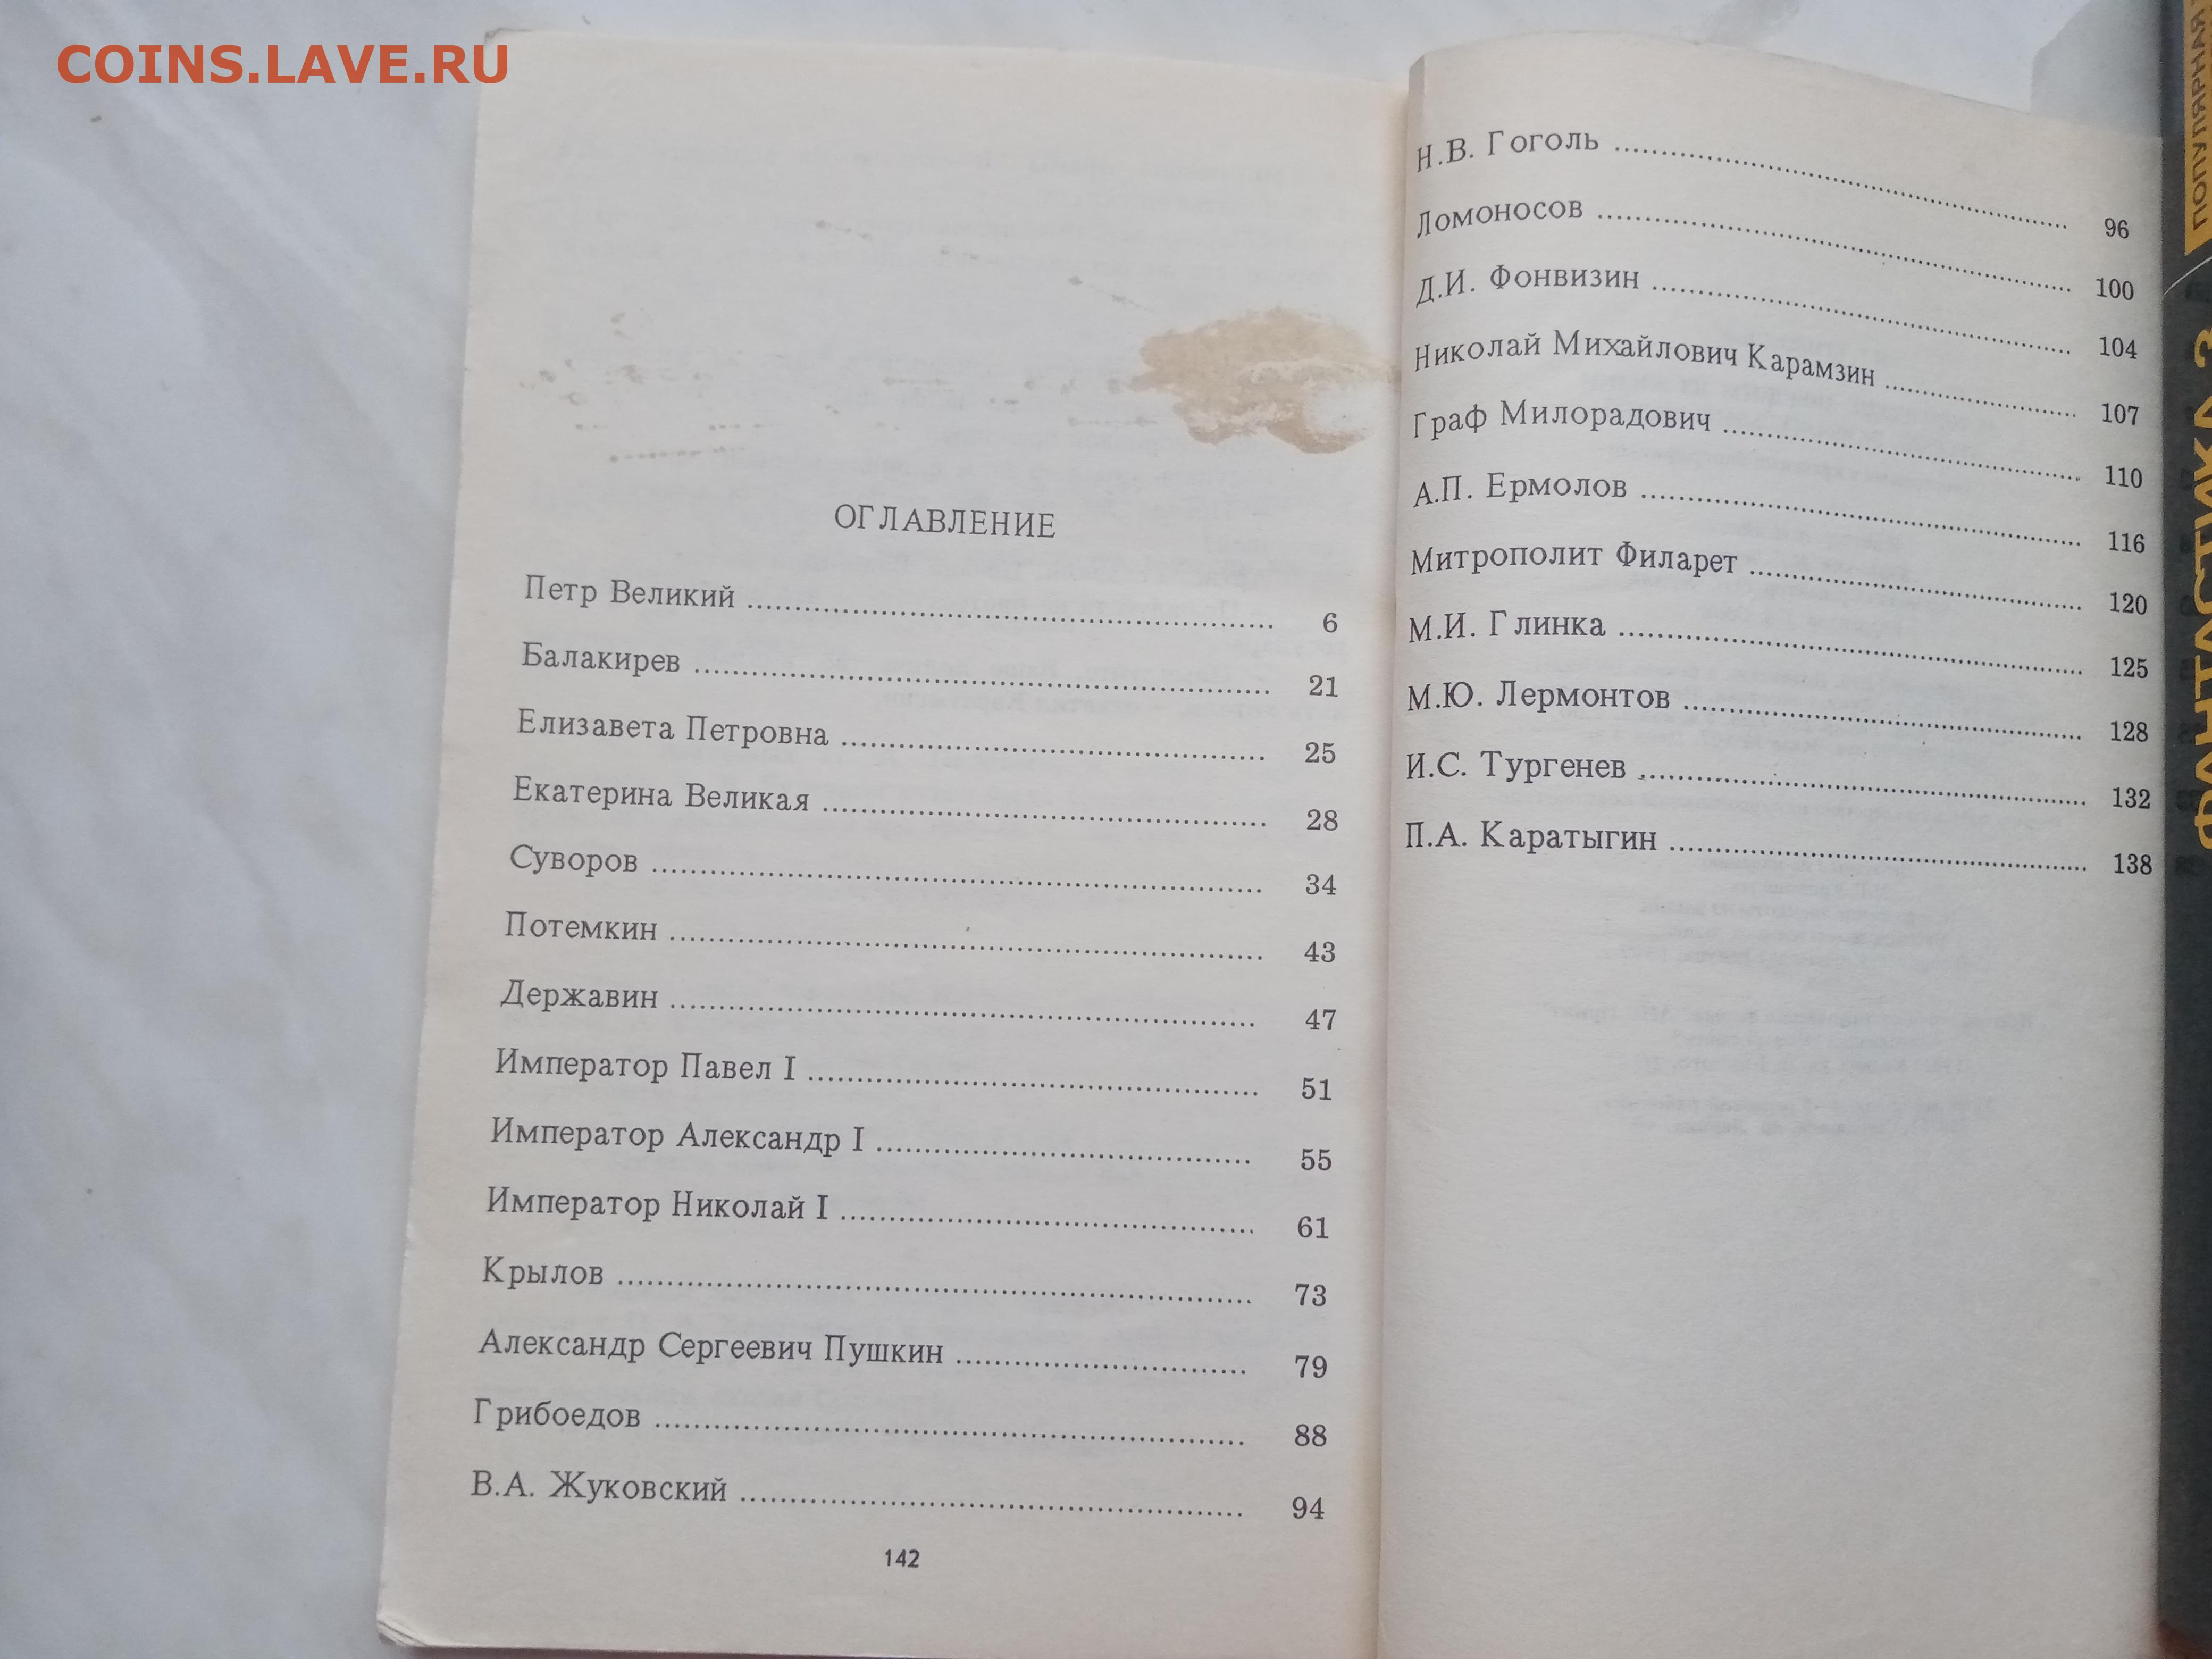 COINS.LAVE.RU
ОГЛАВЛЕНИЕ
Петр Великий ........ 6
Балакирев ........ 21
Елизавета Петровна ........ 25
Екатерина Великая ........ 28
Суворов ........ 34
Потемкин ........ 43
Державин ........ 47
Император Павел I ........ 51
Император Александр I ........ 55
Император Николай I ........ 61
Крылов ........ 73
Александр Сергеевич Пушкин ........ 79
Грибоедов ........ 88
В.А. Жуковский ........ 94
142
Н.В. Гоголь ........ 96
Ломоносов ........ 100
Д.И. Фонвизин ........ 104
Николай Михайлович Карамзин ........ 107
Граф Милорадович ........ 110
А.П. Ермолов ........ 116
Митрополит Филарет ........ 120
М.И. Глинка ........ 125
М.Ю. Лермонтов ........ 128
И.С. Тургенев ........ 132
П.А. Каратыгин ........ 138
ПОПУЛЯРНАЯ
ФАНТАСТИКА